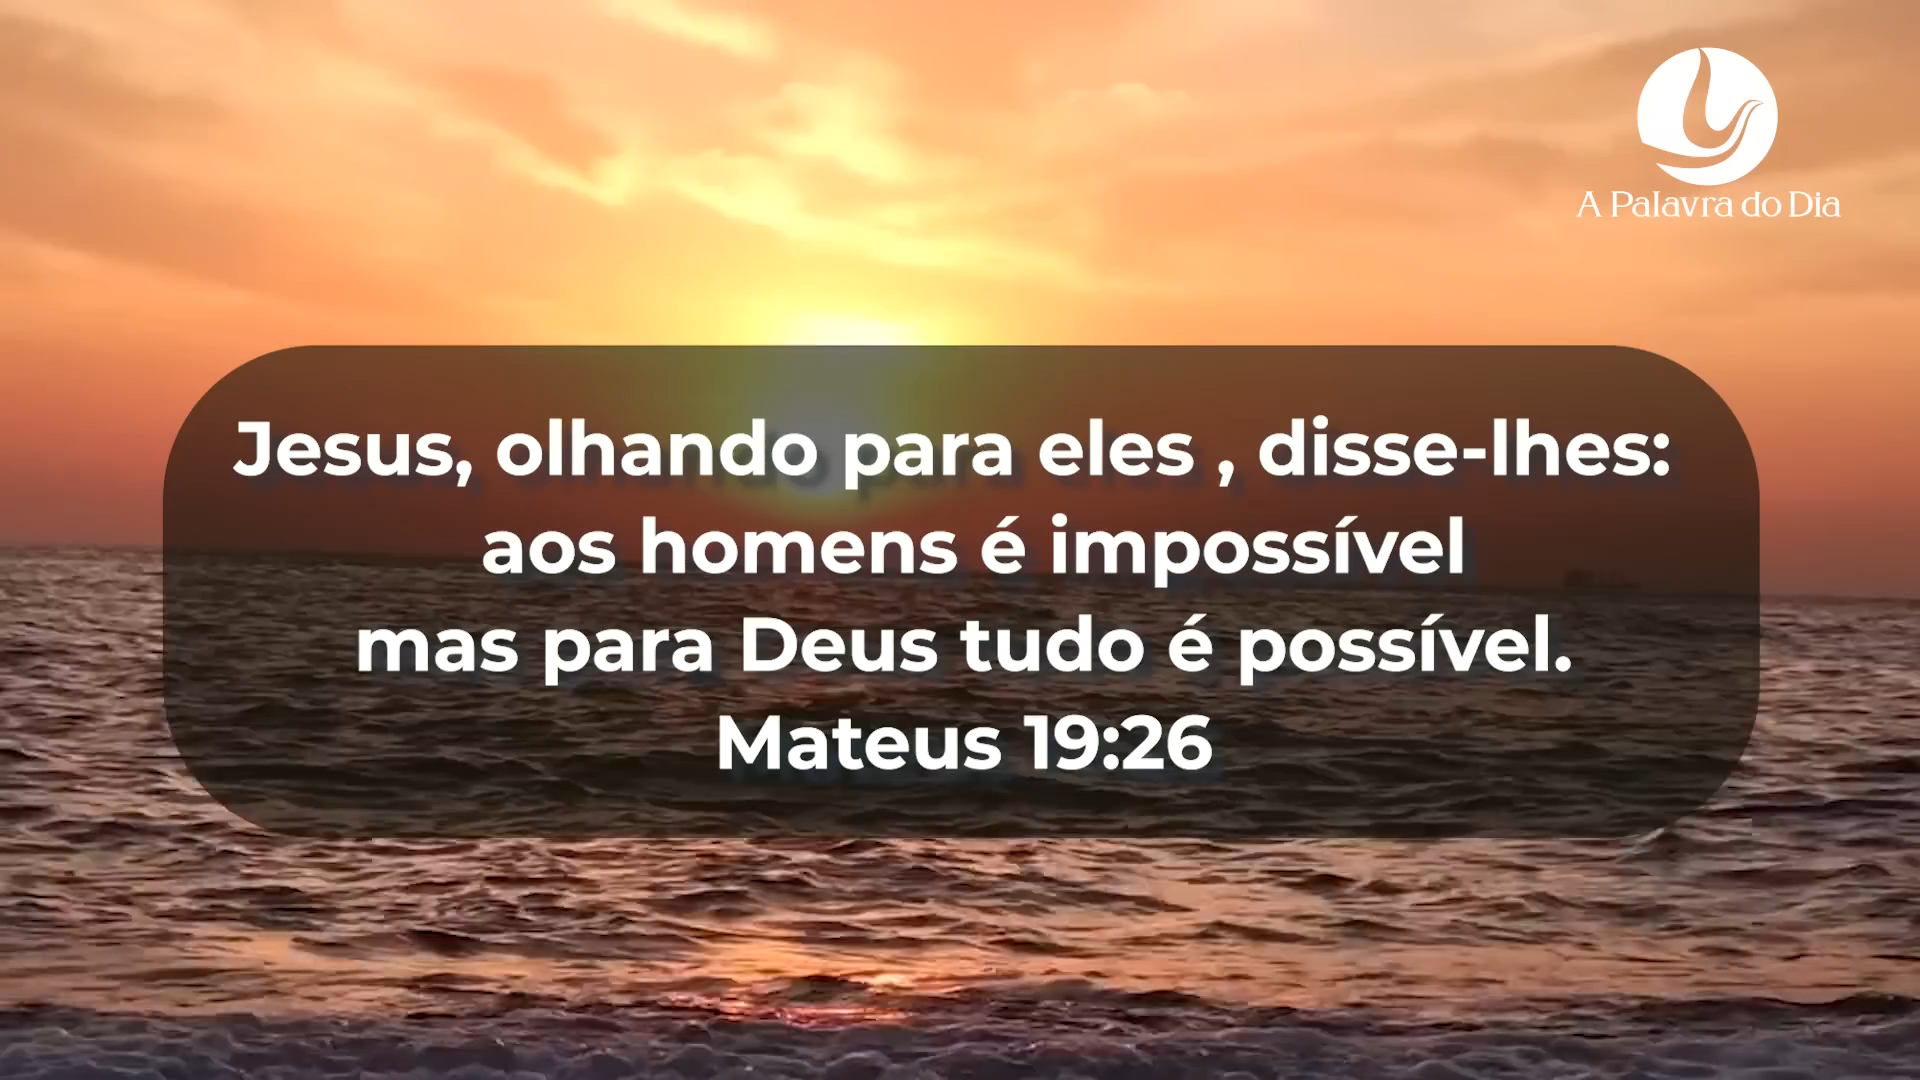 A Palavra do Dia
Jesus, olhando para eles , disse-lhes:
aos homens é impossível
mas para Deus tudo é possível.
Mateus 19:26